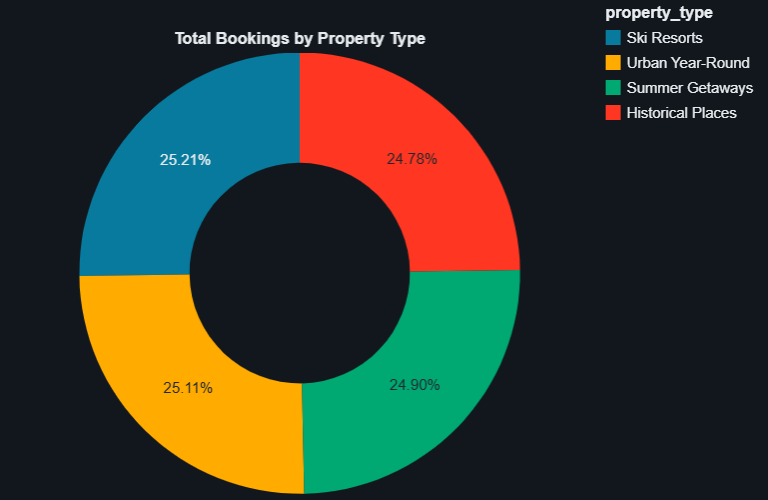 Total Bookings by Property Type
property_type
Ski Resorts
Urban Year-Round
Summer Getaways
Historical Places
25.21%
24.78%
25.11%
24.90%